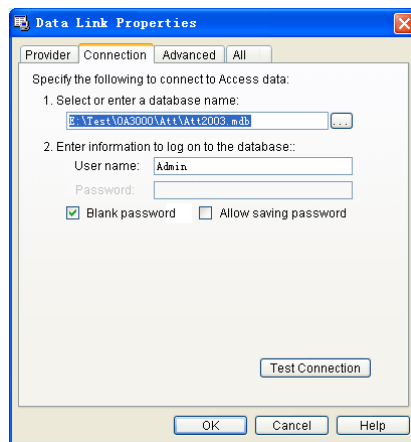 Data Link Properties
Provider Connection Advanced All
Specify the following to connect to Access data:
1. Select or enter a database name:
E:\Test\OA3000\Att\Att2003.mdb ...
2. Enter information to log on to the database::
User name: Admin
Password:
Blank password Allow saving password
Test Connection
OK Cancel Help